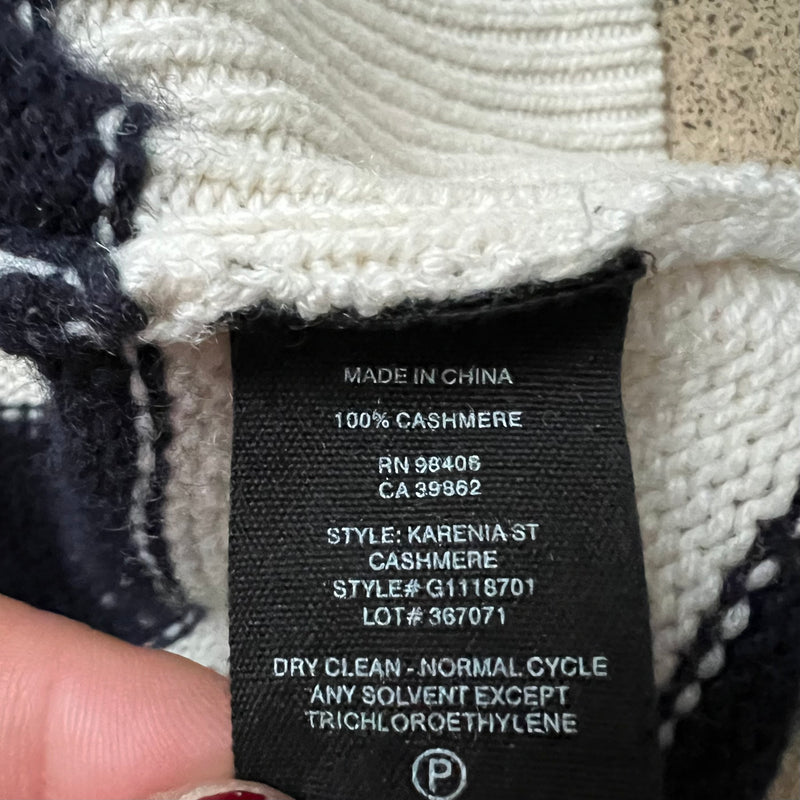 MADE IN CHINA
100% CASHMERE
RN 98406
CA 39862
STYLE: KARENIA ST
CASHMERE
STYLE# G1118701
LOT# 367071
DRY CLEAN - NORMAL CYCLE
ANY SOLVENT EXCEPT
TRICHLOROETHYLENE
P